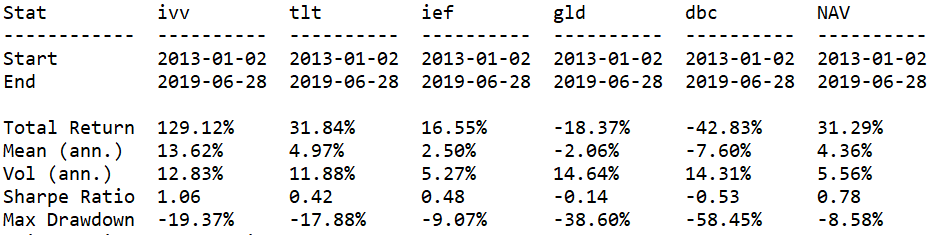 Stat          ivv         tlt         ief         gld         dbc         NAV
------------  ----------  ----------  ----------  ----------  ----------  ----------
Start         2013-01-02  2013-01-02  2013-01-02  2013-01-02  2013-01-02  2013-01-02
End           2019-06-28  2019-06-28  2019-06-28  2019-06-28  2019-06-28  2019-06-28

Total Return  129.12%     31.84%      16.55%      -18.37%     -42.83%     31.29%
Mean (ann.)   13.62%      4.97%       2.50%       -2.06%      -7.60%      4.36%
Vol (ann.)    12.83%      11.88%      5.27%       14.64%      14.31%      5.56%
Sharpe Ratio  1.06        0.42        0.48        -0.14       -0.53       0.78
Max Drawdown  -19.37%     -17.88%     -9.07%      -38.60%     -58.45%     -8.58%